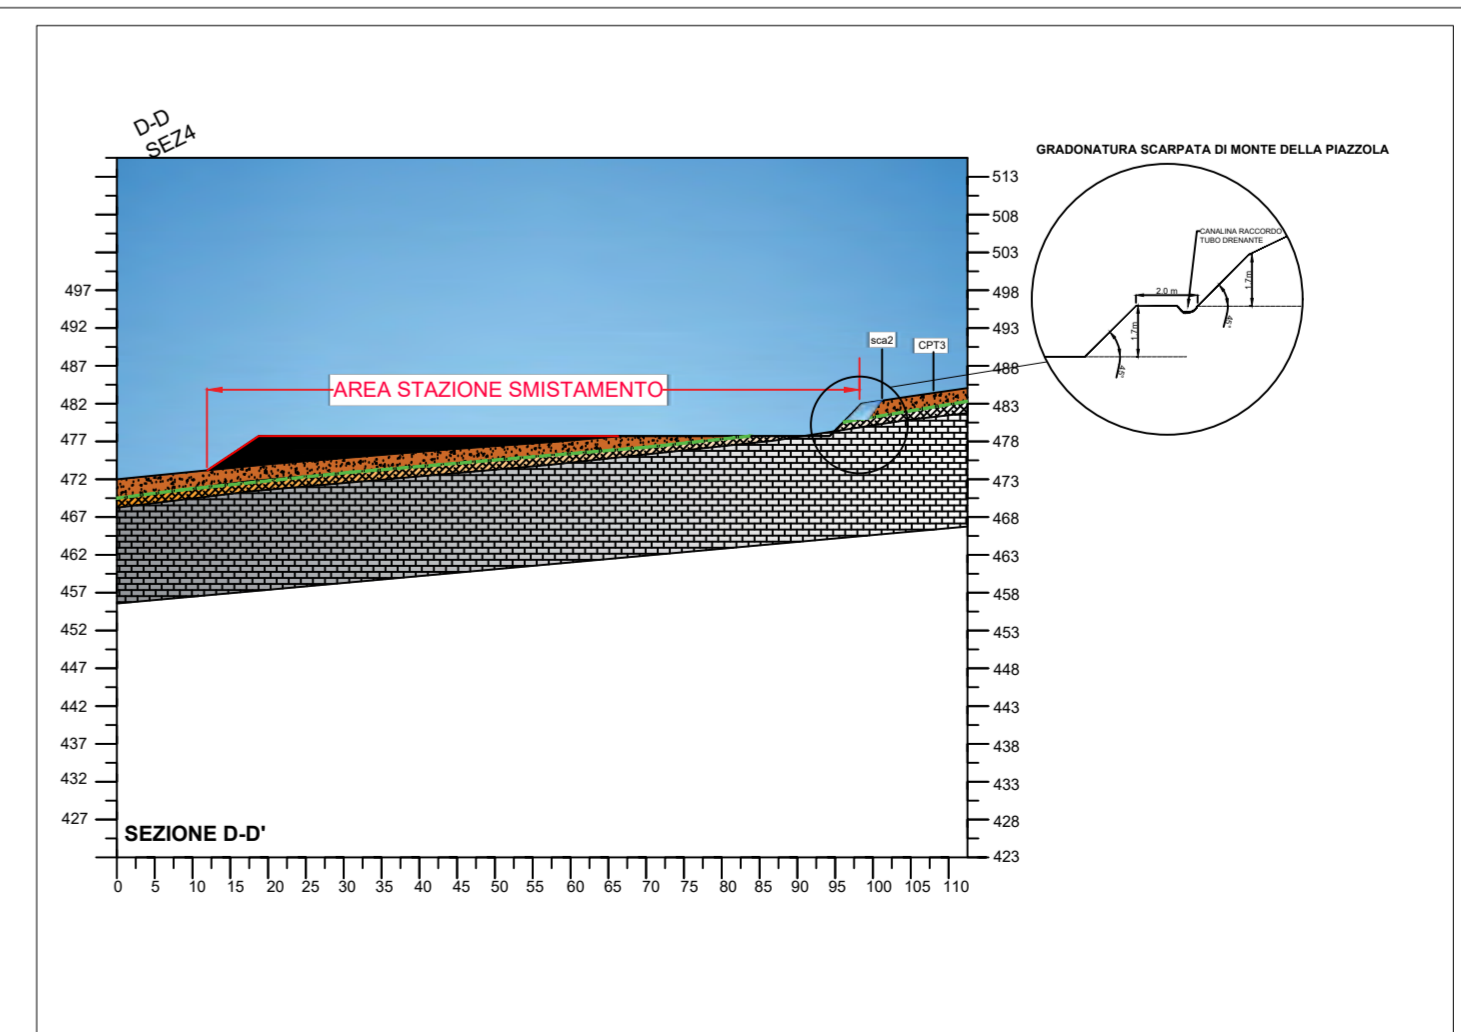 D-D
SEZ4
GRADONATURA SCARPATA DI MONTE DELLA PIAZZOLA
CANALINA RACCORDO
TUBO DRENANTE
2.0 m
1.7m
1.7m
45°
45°
513
508
503
498
493
488
483
478
473
468
463
458
453
448
443
438
433
428
423
497
492
487
482
477
472
467
462
457
452
447
442
437
432
427
sca2
CPT3
AREA STAZIONE SMISTAMENTO
SEZIONE D-D'
0 5 10 15 20 25 30 35 40 45 50 55 60 65 70 75 80 85 90 95 100 105 110